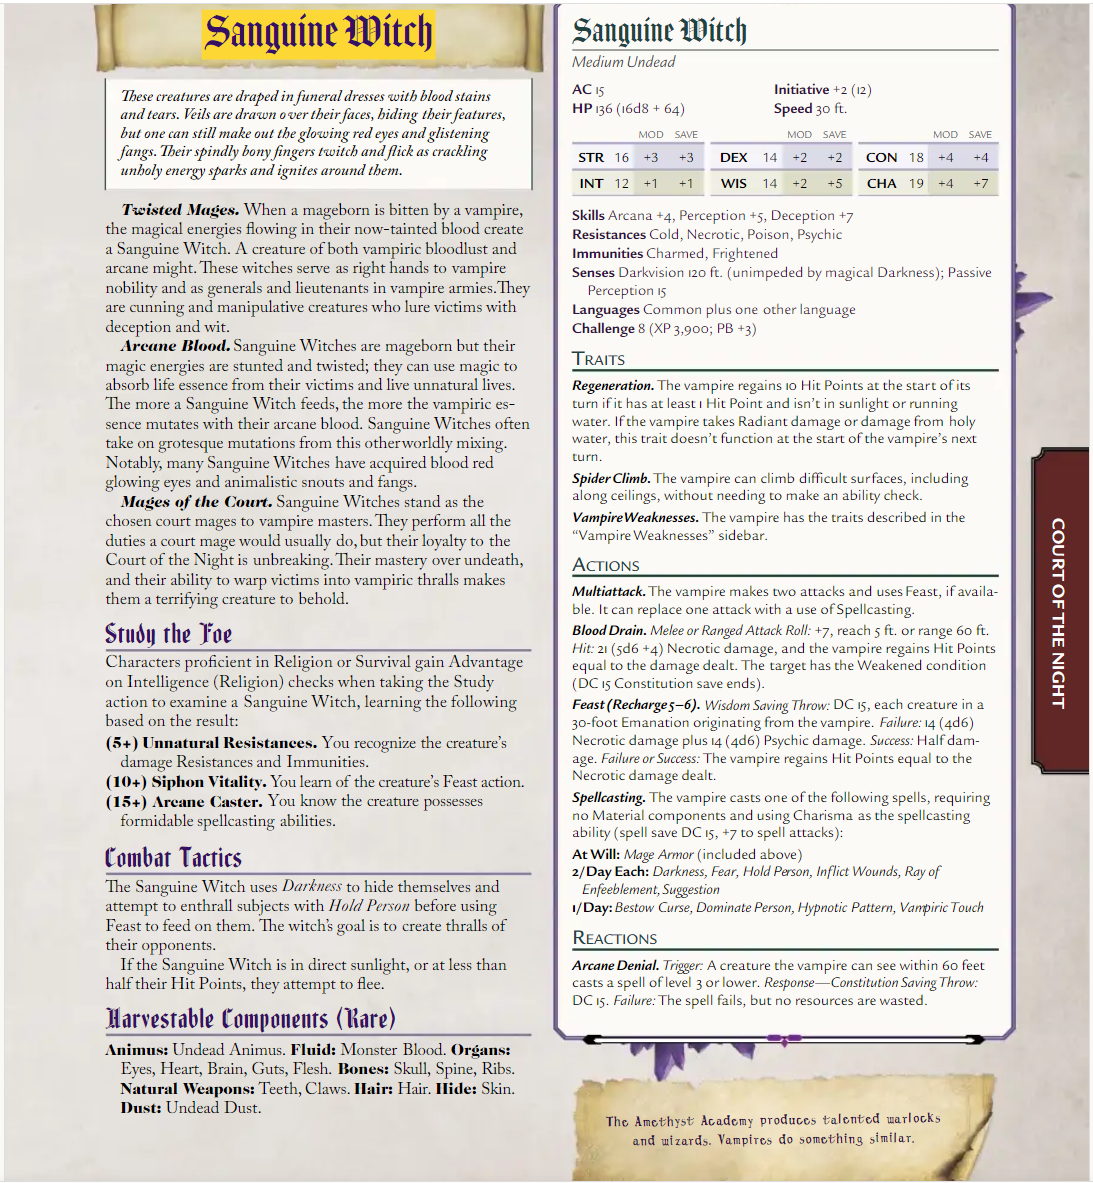 Sanguine Witch
These creatures are draped in funeral dresses with blood stains
and tears. Veils are drawn over their faces, hiding their features,
but one can still make out the glowing red eyes and glistening
fangs. Their spindly bony fingers twitch and flick as crackling
unholy energy sparks and ignites around them.
Twisted Mages. When a mageborn is bitten by a vampire,
the magical energies flowing in their now-tainted blood create
a Sanguine Witch. A creature of both vampiric bloodlust and
arcane might. These witches serve as right hands to vampire
nobility and as generals and lieutenants in vampire armies.They
are cunning and manipulative creatures who lure victims with
deception and wit.
Arcane Blood. Sanguine Witches are mageborn but their
magic energies are stunted and twisted; they can use magic to
absorb life essence from their victims and live unnatural lives.
The more a Sanguine Witch feeds, the more the vampiric es-
sence mutates with their arcane blood. Sanguine Witches often
take on grotesque mutations from this otherworldly mixing.
Notably, many Sanguine Witches have acquired blood red
glowing eyes and animalistic snouts and fangs.
Mages of the Court. Sanguine Witches stand as the
chosen court mages to vampire masters. They perform all the
duties a court mage would usually do, but their loyalty to the
Court of the Night is unbreaking. Their mastery over undeath,
and their ability to warp victims into vampiric thralls makes
them a terrifying creature to behold.
Study the Foe
Characters proficient in Religion or Survival gain Advantage
on Intelligence (Religion) checks when taking the Study
action to examine a Sanguine Witch, learning the following
based on the result:
(5+) Unnatural Resistances. You recognize the creature's
damage Resistances and Immunities.
(10+) Siphon Vitality. You learn of the creature's Feast action.
(15+) Arcane Caster. You know the creature possesses
formidable spellcasting abilities.
Combat Tactics
The Sanguine Witch uses Darkness to hide themselves and
attempt to enthrall subjects with Hold Person before using
Feast to feed on them. The witch's goal is to create thralls of
their opponents.
If the Sanguine Witch is in direct sunlight, or at less than
half their Hit Points, they attempt to flee.
Harvestable Components (Rare)
Animus: Undead Animus. Fluid: Monster Blood. Organs:
Eyes, Heart, Brain, Guts, Flesh. Bones: Skull, Spine, Ribs.
Natural Weapons: Teeth, Claws. Hair: Hair. Hide: Skin.
Dust: Undead Dust.
Sanguine Witch
Medium Undead
AC 15 Initiative +2 (12)
HP 136 (16d8 + 64) Speed 30 ft.
MOD SAVE MOD SAVE MOD SAVE
STR 16 +3 +3 DEX 14 +2 +2 CON 18 +4 +4
INT 12 +1 +1 WIS 14 +2 +5 CHA 19 +4 +7
Skills Arcana +4, Perception +5, Deception +7
Resistances Cold, Necrotic, Poison, Psychic
Immunities Charmed, Frightened
Senses Darkvision 120 ft. (unimpeded by magical Darkness); Passive
Perception 15
Languages Common plus one other language
Challenge 8 (XP 3,900; PB +3)
Traits
Regeneration. The vampire regains 10 Hit Points at the start of its
turn if it has at least 1 Hit Point and isn't in sunlight or running
water. If the vampire takes Radiant damage or damage from holy
water, this trait doesn't function at the start of the vampire's next
turn.
Spider Climb. The vampire can climb difficult surfaces, including
along ceilings, without needing to make an ability check.
Vampire Weaknesses. The vampire has the traits described in the
"Vampire Weaknesses" sidebar.
Actions
Multiattack. The vampire makes two attacks and uses Feast, if availa-
ble. It can replace one attack with a use of Spellcasting.
Blood Drain. Melee or Ranged Attack Roll: +7, reach 5 ft. or range 60 ft.
Hit: 21 (5d6 +4) Necrotic damage, and the vampire regains Hit Points
equal to the damage dealt. The target has the Weakened condition
(DC 15 Constitution save ends).
Feast (Recharge 5–6). Wisdom Saving Throw: DC 15, each creature in a
30-foot Emanation originating from the vampire. Failure: 14 (4d6)
Necrotic damage plus 14 (4d6) Psychic damage. Success: Half dam-
age. Failure or Success: The vampire regains Hit Points equal to the
Necrotic damage dealt.
Spellcasting. The vampire casts one of the following spells, requiring
no Material components and using Charisma as the spellcasting
ability (spell save DC 15, +7 to spell attacks):
At Will: Mage Armor (included above)
2/Day Each: Darkness, Fear, Hold Person, Inflict Wounds, Ray of
Enfeeblement, Suggestion
1/Day: Bestow Curse, Dominate Person, Hypnotic Pattern, Vampiric Touch
Reactions
Arcane Denial. Trigger: A creature the vampire can see within 60 feet
casts a spell of level 3 or lower. Response—Constitution Saving Throw:
DC 15. Failure: The spell fails, but no resources are wasted.
The Amethyst Academy produces talented warlocks
and wizards. Vampires do something similar.
COURT OF THE NIGHT